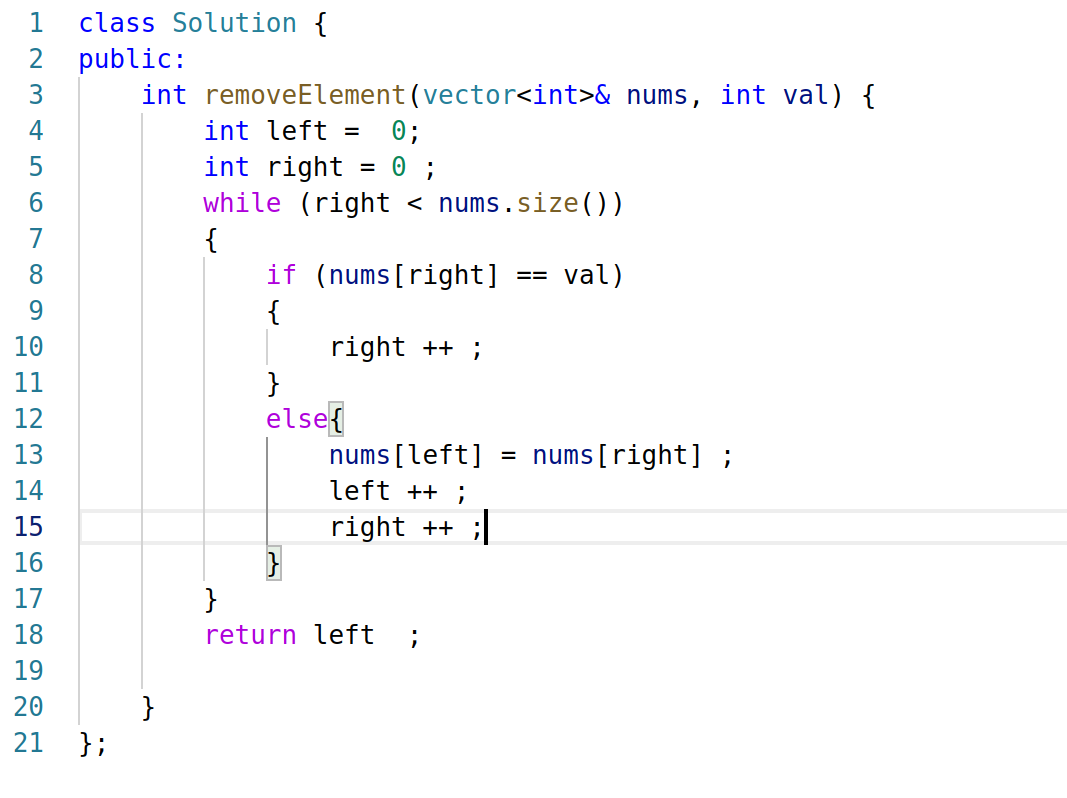 1 class Solution {
2 public:
3     int removeElement(vector<int>& nums, int val) {
4         int left =  0;
5         int right = 0 ;
6         while (right < nums.size())
7         {
8             if (nums[right] == val)
9             {
10                 right ++ ;
11             }
12             else{
13                 nums[left] = nums[right] ;
14                 left ++ ;
15                 right ++ ;
16             }
17         }
18         return left  ;
19
20     }
21 };